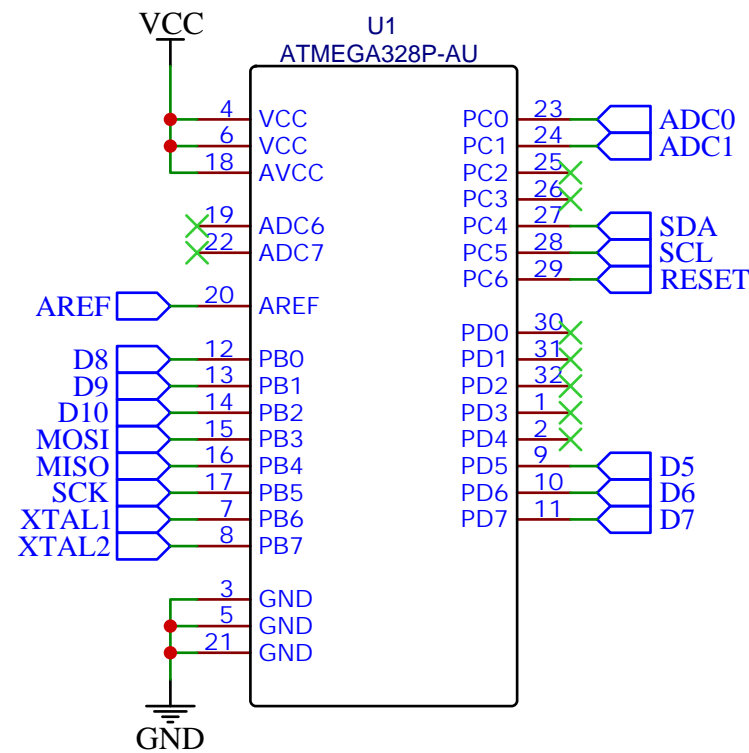 VCC
U1
ATMEGA328P-AU
4 VCC PC0 23 ADC0
6 VCC PC1 24 ADC1
18 AVCC PC2 25
PC3 26
19 ADC6 PC4 27 SDA
22 ADC7 PC5 28 SCL
PC6 29 RESET
AREF 20 AREF
PD0 30
D8 12 PB0 PD1 31
D9 13 PB1 PD2 32
D10 14 PB2 PD3 1
MOSI 15 PB3 PD4 2
MISO 16 PB4 PD5 9 D5
SCK 17 PB5 PD6 10 D6
XTAL1 7 PB6 PD7 11 D7
XTAL2 8 PB7
3 GND
5 GND
21 GND
GND